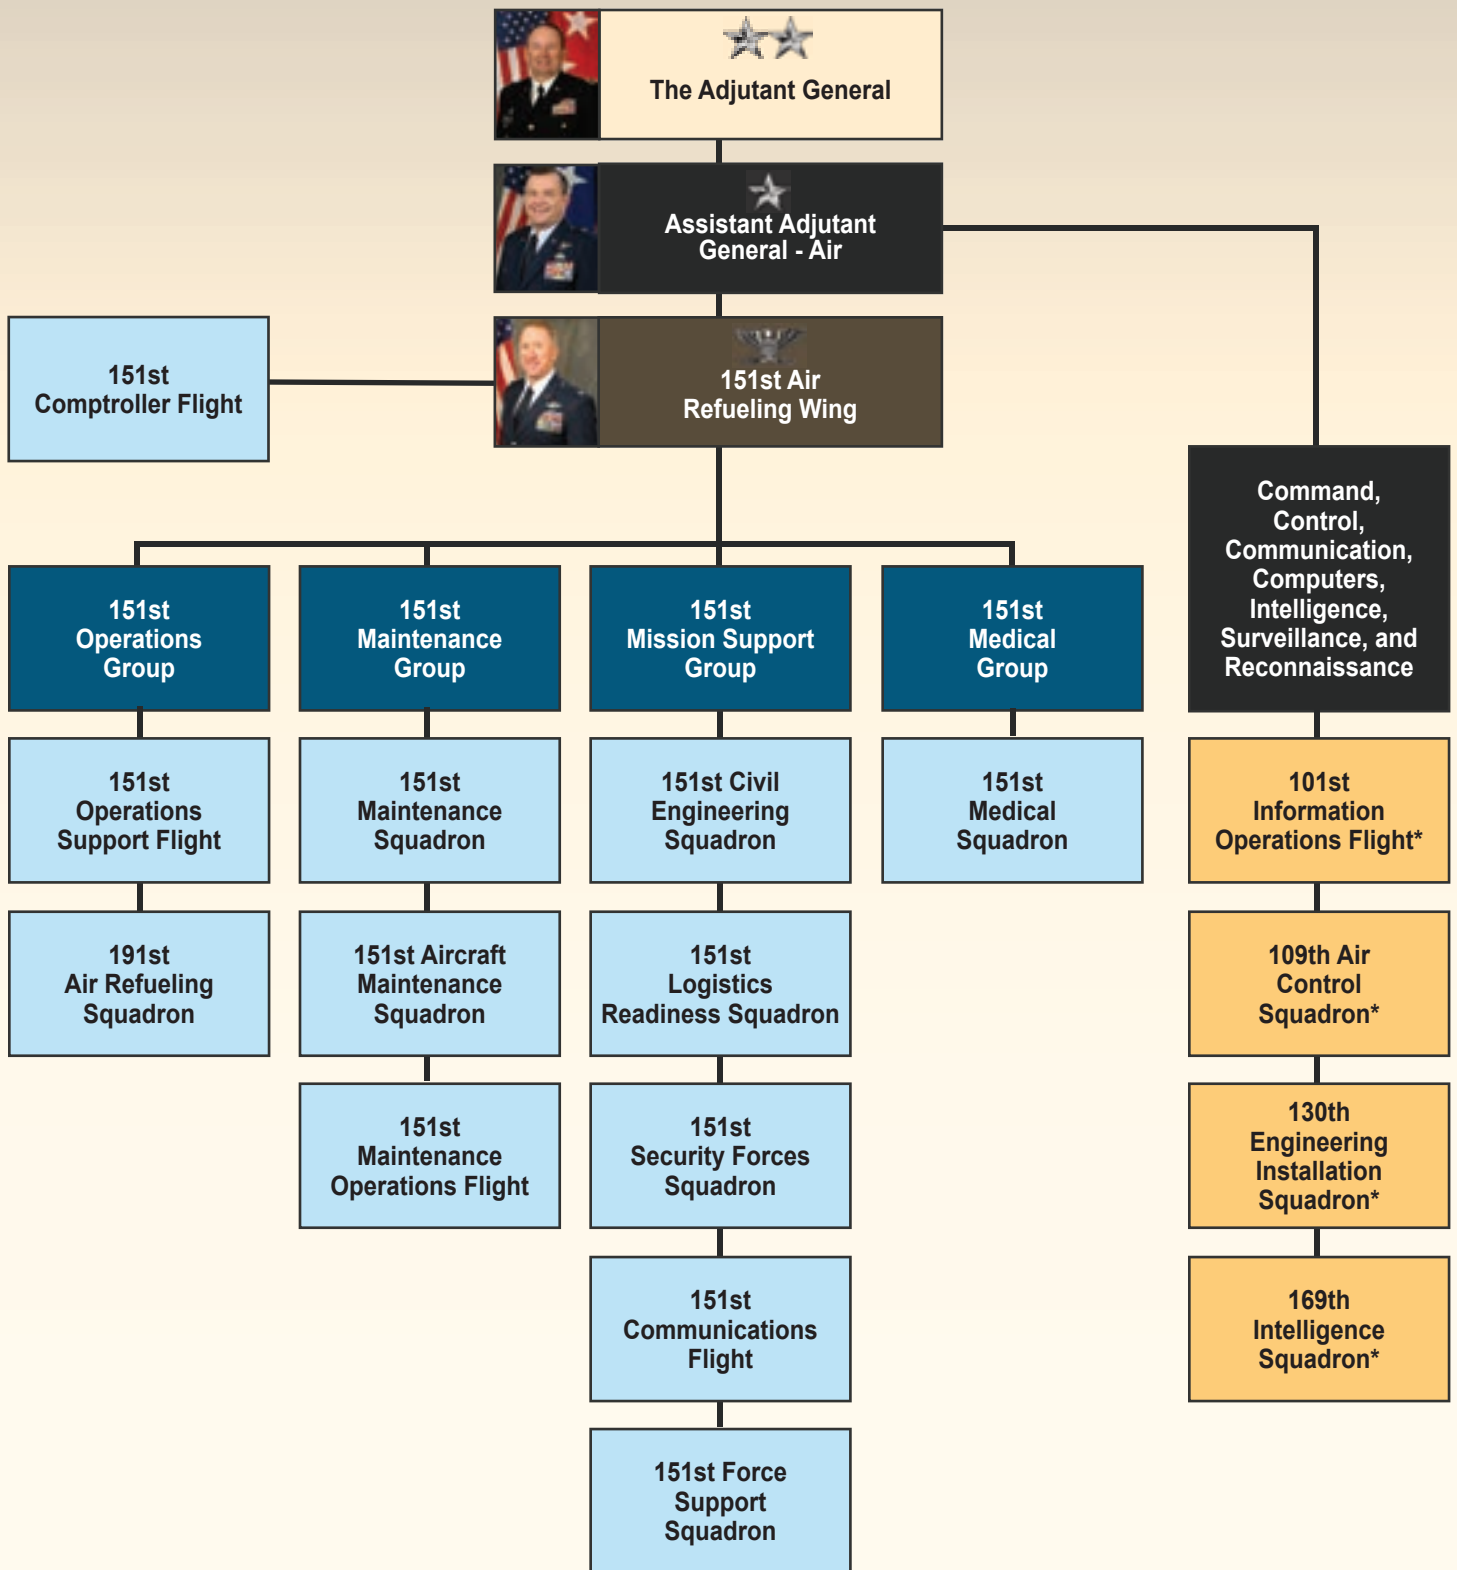 The Adjutant General
Assistant Adjutant
General - Air
151st
Comptroller Flight
151st Air
Refueling Wing
Command,
Control,
Communication,
Computers,
Intelligence,
Surveillance, and
Reconnaissance
151st
Operations
Group
151st
Maintenance
Group
151st
Mission Support
Group
151st
Medical
Group
151st
Operations
Support Flight
151st
Maintenance
Squadron
151st Civil
Engineering
Squadron
151st
Medical
Squadron
101st
Information
Operations Flight*
191st
Air Refueling
Squadron
151st Aircraft
Maintenance
Squadron
151st
Logistics
Readiness Squadron
109th Air
Control
Squadron*
151st
Maintenance
Operations Flight
151st
Security Forces
Squadron
130th
Engineering
Installation
Squadron*
151st
Communications
Flight
169th
Intelligence
Squadron*
151st Force
Support
Squadron